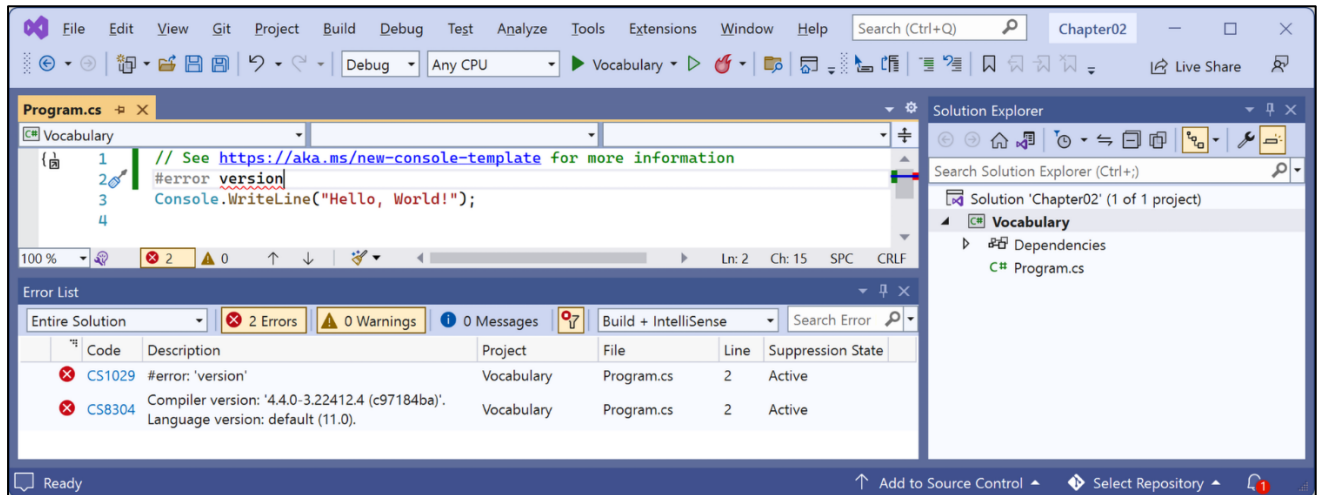 File Edit View Git Project Build Debug Test Analyze Tools Extensions Window Help Search (Ctrl+Q) Chapter02
Debug Any CPU Vocabulary Live Share
Program.cs
C# Vocabulary
1 // See https://aka.ms/new-console-template for more information
2 #error version
3 Console.WriteLine("Hello, World!");
4
100 % 2 0 Ln: 2 Ch: 15 SPC CRLF
Error List
Entire Solution 2 Errors 0 Warnings 0 Messages Build + IntelliSense Search Error
Code Description Project File Line Suppression State
CS1029 #error: 'version' Vocabulary Program.cs 2 Active
CS8304 Compiler version: '4.4.0-3.22412.4 (c97184ba)'. Vocabulary Program.cs 2 Active
Language version: default (11.0).
Solution Explorer
Search Solution Explorer (Ctrl+;)
Solution 'Chapter02' (1 of 1 project)
C# Vocabulary
Dependencies
C# Program.cs
Ready Add to Source Control Select Repository 1